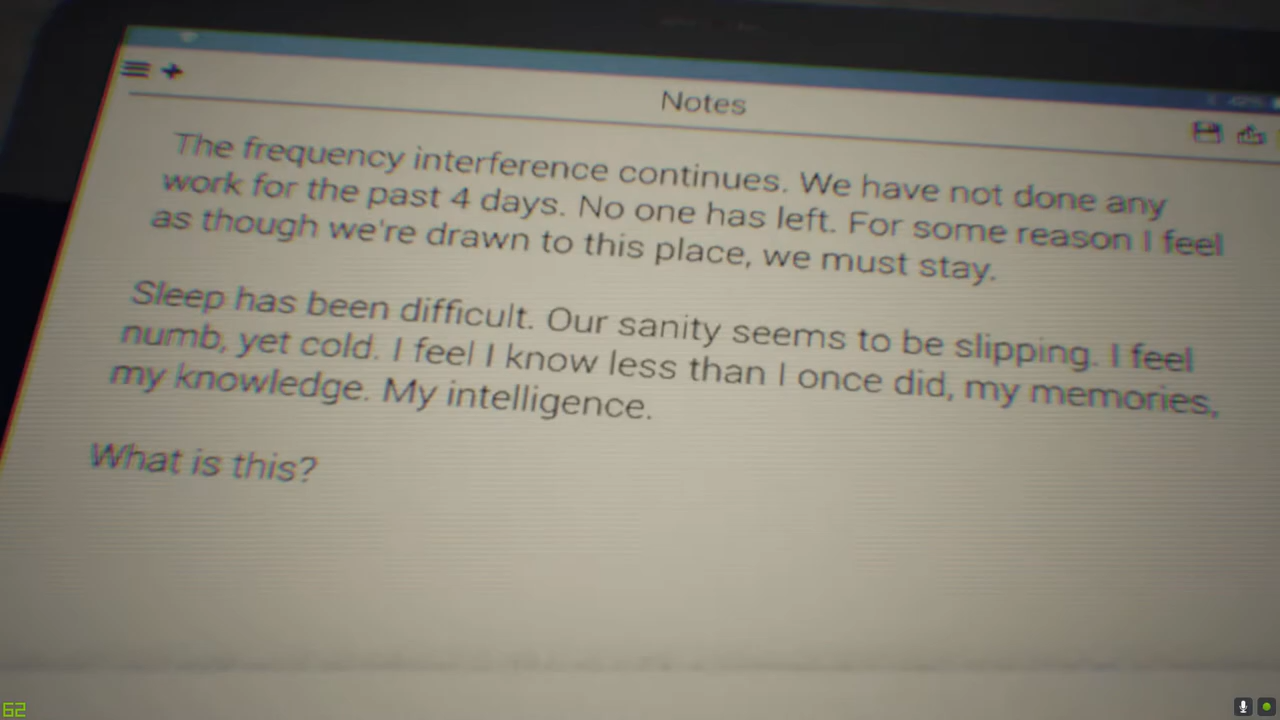 Notes
The frequency interference continues. We have not done any
work for the past 4 days. No one has left. For some reason I feel
as though we're drawn to this place, we must stay.
Sleep has been difficult. Our sanity seems to be slipping. I feel
numb, yet cold. I feel I know less than I once did, my memories,
my knowledge. My intelligence.
What is this?
62